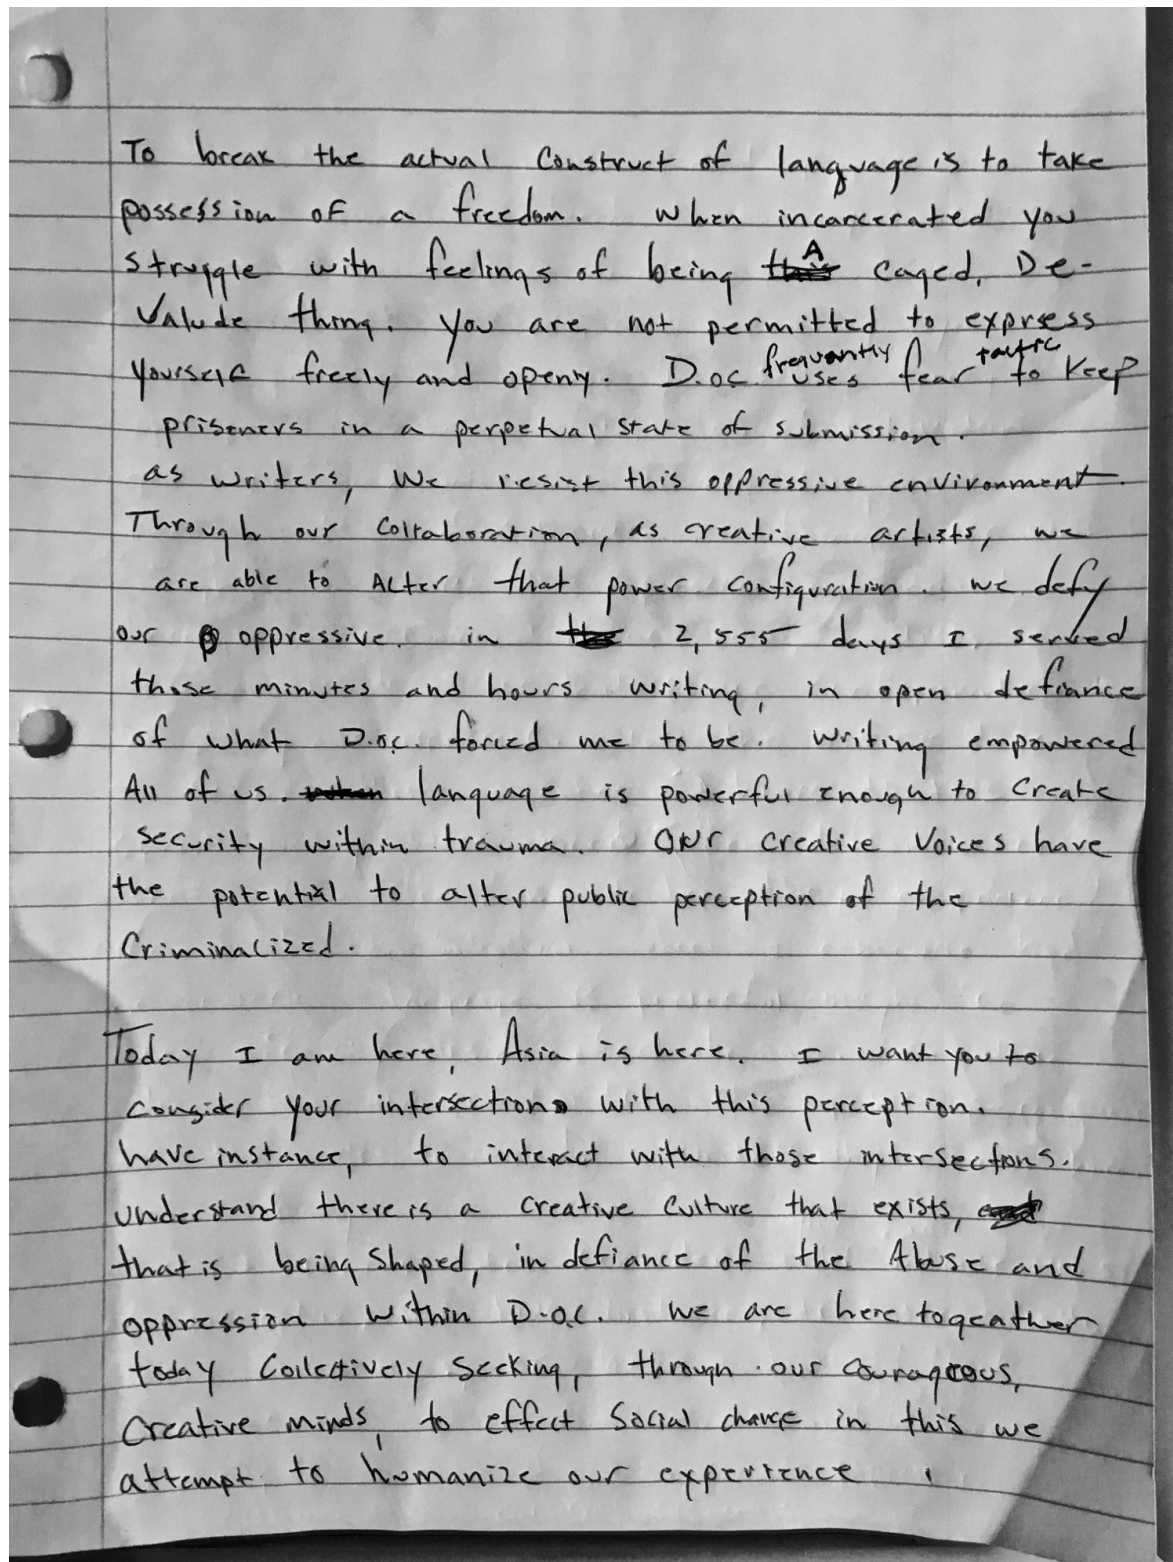 To break the actual Construct of language is to take
possession of a freedom. When incarcerated you
struggle with feelings of being A caged, De-
Valude thing. You are not permitted to express
yourself freely and openy. D.oc frequantly uses fear tactic to keep
prisoners in a perpetual state of submission.
as writers, We resist this oppressive environment.
Through our Collaboration, as creative artists, we
are able to Alter that power configuration. we defy
our oppressive. in 2,555 days I served
those minutes and hours writing, in open defiance
of what D.oc. forced me to be. Writing empowered
All of us. language is powerful enough to Create
security within trauma. Our Creative Voices have
the potential to alter public perception of the
Criminalized.
Today I am here, Asia is here. I want you to
consider your intersections with this perception.
have instance, to interact with those intersections.
Understand there is a Creative Culture that exists,
that is being Shaped, in defiance of the Abuse and
oppression Within D.O.C. We are here togeather
today Collectively Seeking, through our Courageous,
Creative minds, to effect Social change in this we
attempt to humanize our experience.